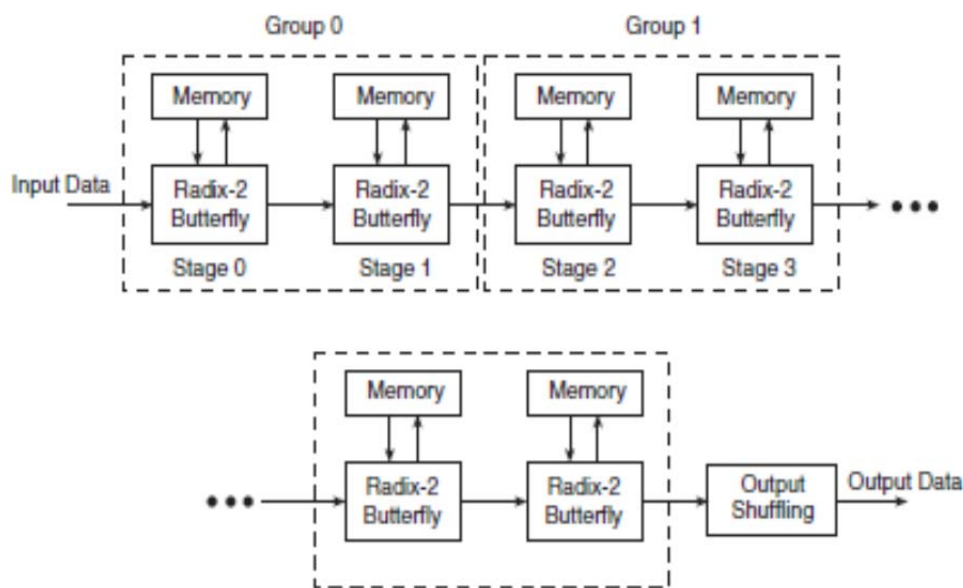 Group 0
Group 1
Memory
Memory
Memory
Memory
Input Data
Radix-2
Butterfly
Radix-2
Butterfly
Radix-2
Butterfly
Radix-2
Butterfly
Stage 0
Stage 1
Stage 2
Stage 3
Memory
Memory
Radix-2
Butterfly
Radix-2
Butterfly
Output
Shuffling
Output Data